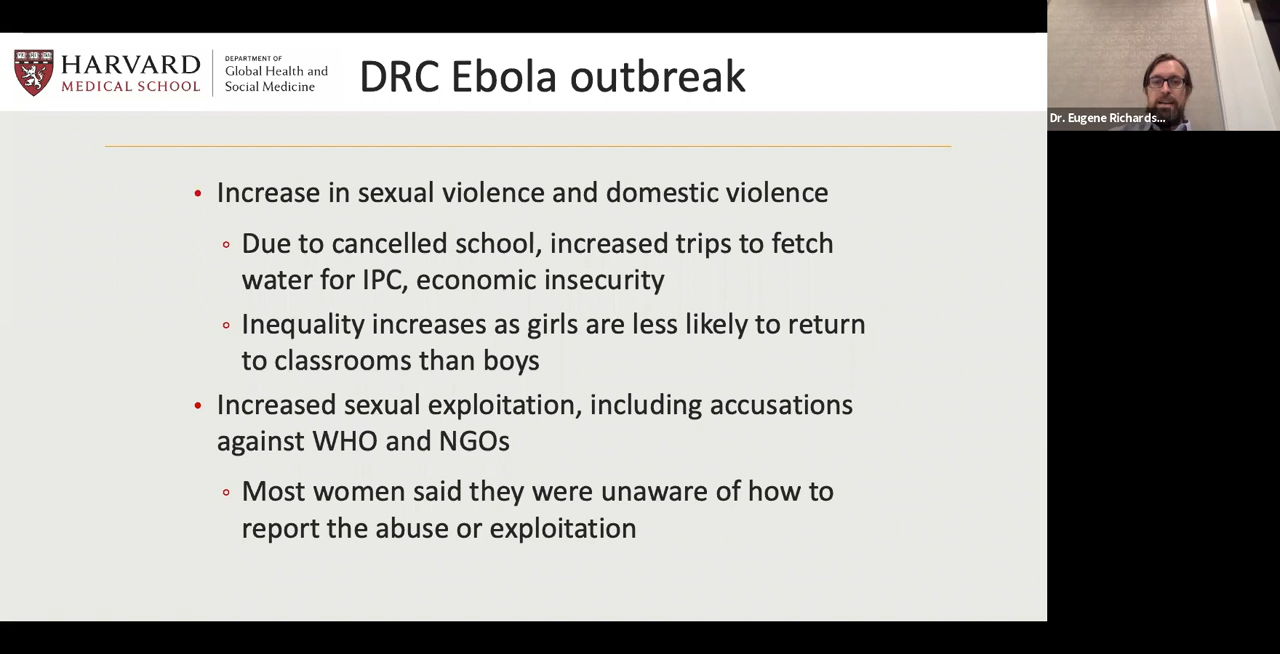 HARVARD
MEDICAL SCHOOL
DEPARTMENT OF
Global Health and
Social Medicine
DRC Ebola outbreak
Dr. Eugene Richards...
• Increase in sexual violence and domestic violence
◦ Due to cancelled school, increased trips to fetch
water for IPC, economic insecurity
◦ Inequality increases as girls are less likely to return
to classrooms than boys
• Increased sexual exploitation, including accusations
against WHO and NGOs
◦ Most women said they were unaware of how to
report the abuse or exploitation